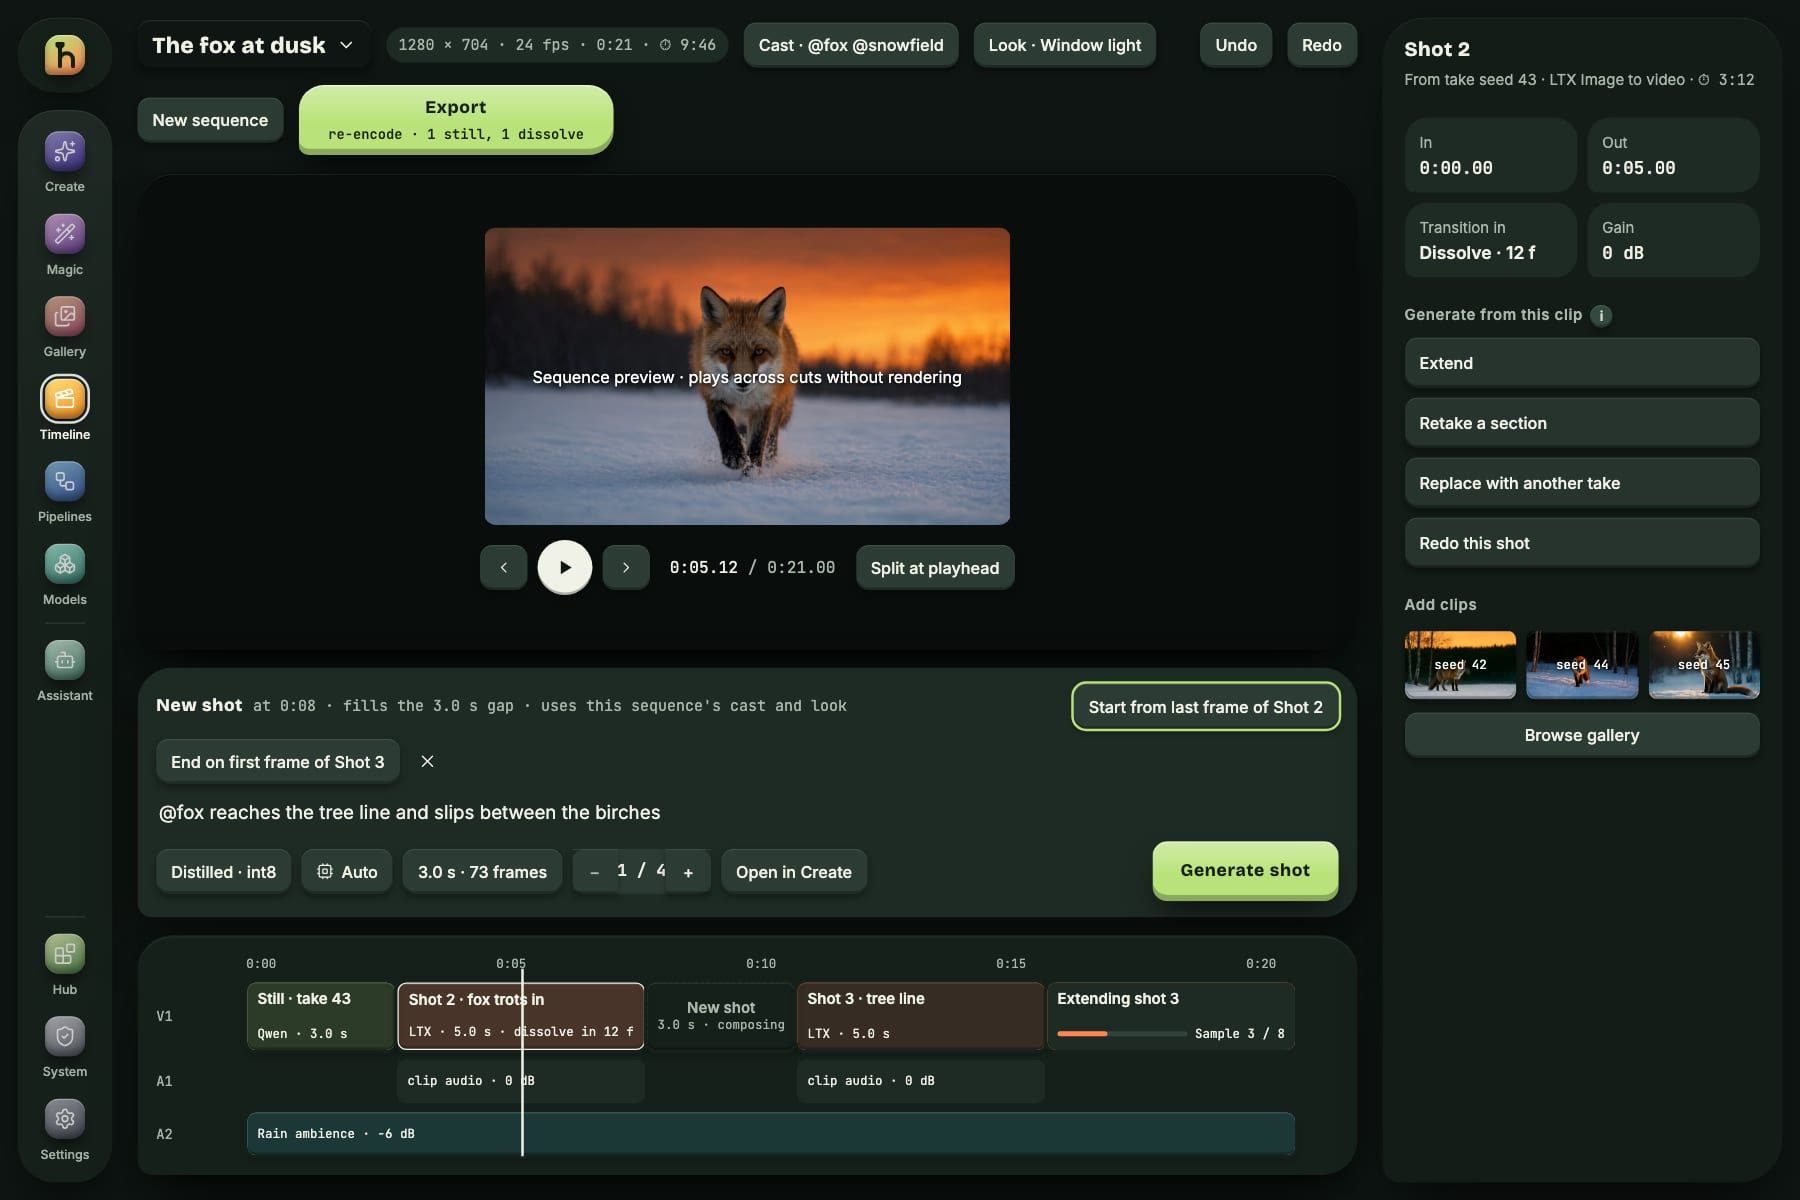 The fox at dusk
1280 × 704 · 24 fps · 0:21 · ⏱ 9:46
Cast · @fox @snowfield
Look · Window light
Undo
Redo
New sequence
Export
re-encode · 1 still, 1 dissolve
Create
Magic
Gallery
Timeline
Pipelines
Models
Assistant
Hub
System
Settings
Sequence preview · plays across cuts without rendering
0:05.12 / 0:21.00
Split at playhead
New shot at 0:08 · fills the 3.0 s gap · uses this sequence's cast and look
Start from last frame of Shot 2
End on first frame of Shot 3
@fox reaches the tree line and slips between the birches
Distilled · int8
Auto
3.0 s · 73 frames
− 1 / 4 +
Open in Create
Generate shot
0:00 0:05 0:10 0:15 0:20
V1
Still · take 43
Qwen · 3.0 s
Shot 2 · fox trots in
LTX · 5.0 s · dissolve in 12 f
New shot
3.0 s · composing
Shot 3 · tree line
LTX · 5.0 s
Extending shot 3
Sample 3 / 8
A1
clip audio · 0 dB
clip audio · 0 dB
A2
Rain ambience · -6 dB
Shot 2
From take seed 43 · LTX Image to video · ⏱ 3:12
In
0:00.00
Out
0:05.00
Transition in
Dissolve · 12 f
Gain
0 dB
Generate from this clip i
Extend
Retake a section
Replace with another take
Redo this shot
Add clips
seed 42
seed 44
seed 45
Browse gallery